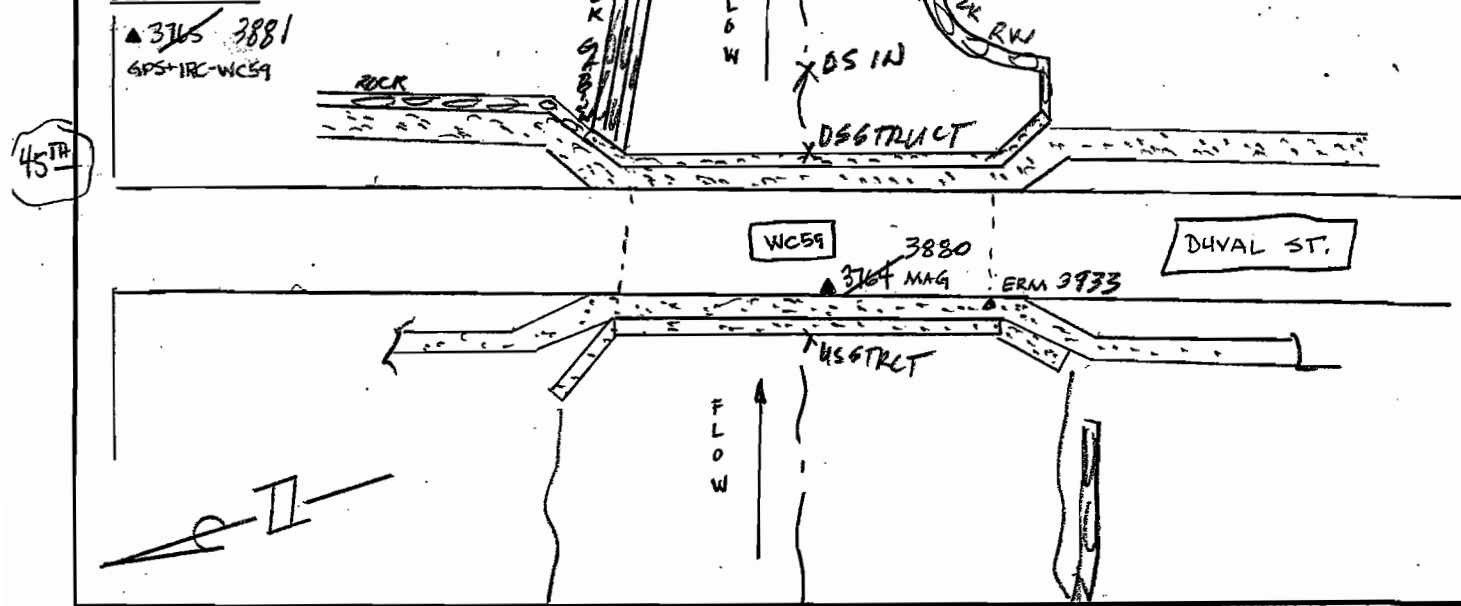 ▲ 3765 3881
GPS+IRC-WC59
ROCK
45TH
FLOW
RW
DS IN
DSSTRUCT
WC59
3880
3764 MAG
ERM 3933
DUVAL ST.
USSTRCT
FLOW
N